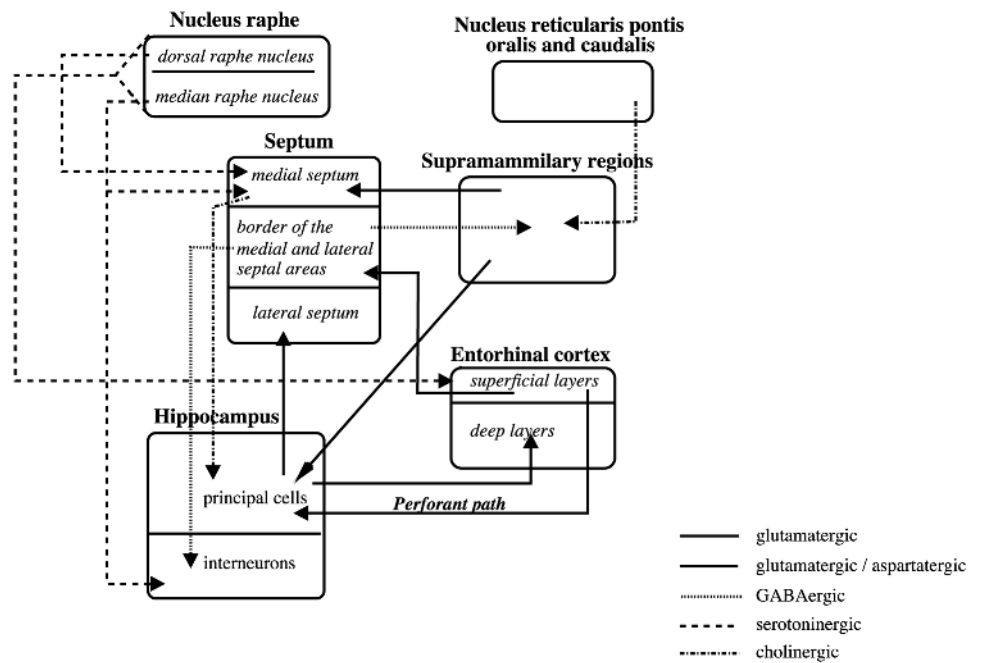 Nucleus raphe
dorsal raphe nucleus
median raphe nucleus
Nucleus reticularis pontis
oralis and caudalis
Septum
medial septum
border of the
medial and lateral
septal areas
lateral septum
Supramammilary regions
Entorhinal cortex
superficial layers
deep layers
Hippocampus
principal cells
Perforant path
interneurons
glutamatergic
glutamatergic / aspartatergic
GABAergic
serotoninergic
cholinergic